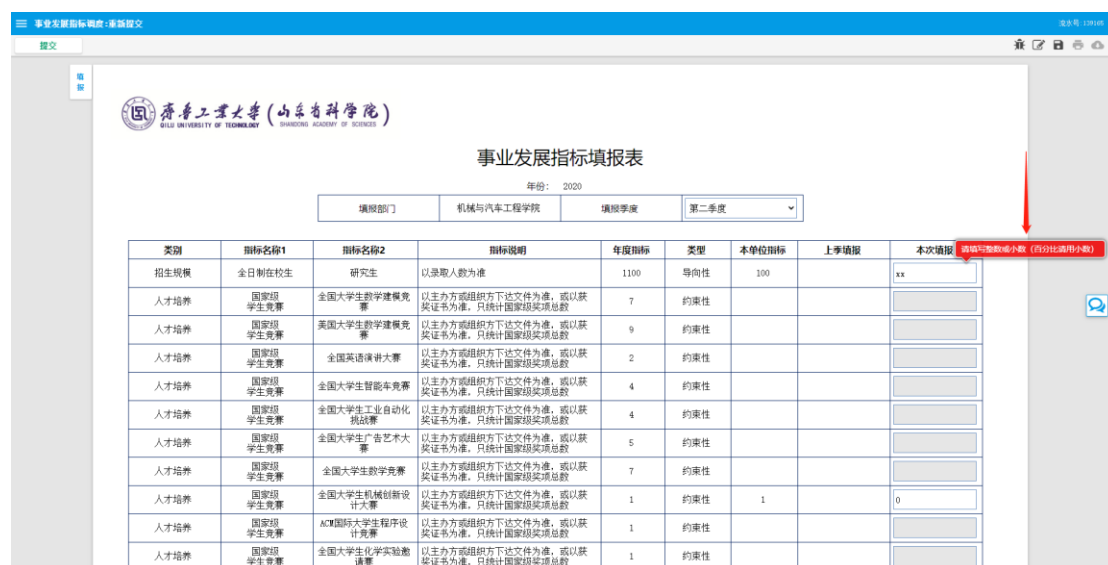 事业发展指标调度:重新提交
流水号:139165
提交
填报
齐鲁工业大学(山东省科学院)
QILU UNIVERSITY OF TECHNOLOGY SHANDONG ACADEMY OF SCIENCES
事业发展指标填报表
年份: 2020
填报部门 机械与汽车工程学院 填报季度 第二季度
类别 指标名称1 指标名称2 指标说明 年度指标 类型 本单位指标 上季填报 本次填报 请填写整数或小数(百分比请用小数)
招生规模 全日制在校生 研究生 以录取人数为准 1100 导向性 100 xx
人才培养 国家级学生竞赛 全国大学生数学建模竞赛 以主办方或组织方下达文件为准,或以获奖证书为准。只统计国家级奖项总数 7 约束性
人才培养 国家级学生竞赛 美国大学生数学建模竞赛 以主办方或组织方下达文件为准,或以获奖证书为准。只统计国家级奖项总数 9 约束性
人才培养 国家级学生竞赛 全国英语演讲大赛 以主办方或组织方下达文件为准,或以获奖证书为准。只统计国家级奖项总数 2 约束性
人才培养 国家级学生竞赛 全国大学生智能车竞赛 以主办方或组织方下达文件为准,或以获奖证书为准。只统计国家级奖项总数 4 约束性
人才培养 国家级学生竞赛 全国大学生工业自动化挑战赛 以主办方或组织方下达文件为准,或以获奖证书为准。只统计国家级奖项总数 4 约束性
人才培养 国家级学生竞赛 全国大学生广告艺术大赛 以主办方或组织方下达文件为准,或以获奖证书为准。只统计国家级奖项总数 5 约束性
人才培养 国家级学生竞赛 全国大学生数学竞赛 以主办方或组织方下达文件为准,或以获奖证书为准。只统计国家级奖项总数 7 约束性
人才培养 国家级学生竞赛 全国大学生机械创新设计大赛 以主办方或组织方下达文件为准,或以获奖证书为准。只统计国家级奖项总数 1 约束性 1 0
人才培养 国家级学生竞赛 ACM国际大学生程序设计竞赛 以主办方或组织方下达文件为准,或以获奖证书为准。只统计国家级奖项总数 1 约束性
人才培养 国家级学生竞赛 全国大学生化学实验邀请赛 以主办方或组织方下达文件为准,或以获奖证书为准。只统计国家级奖项总数 1 约束性